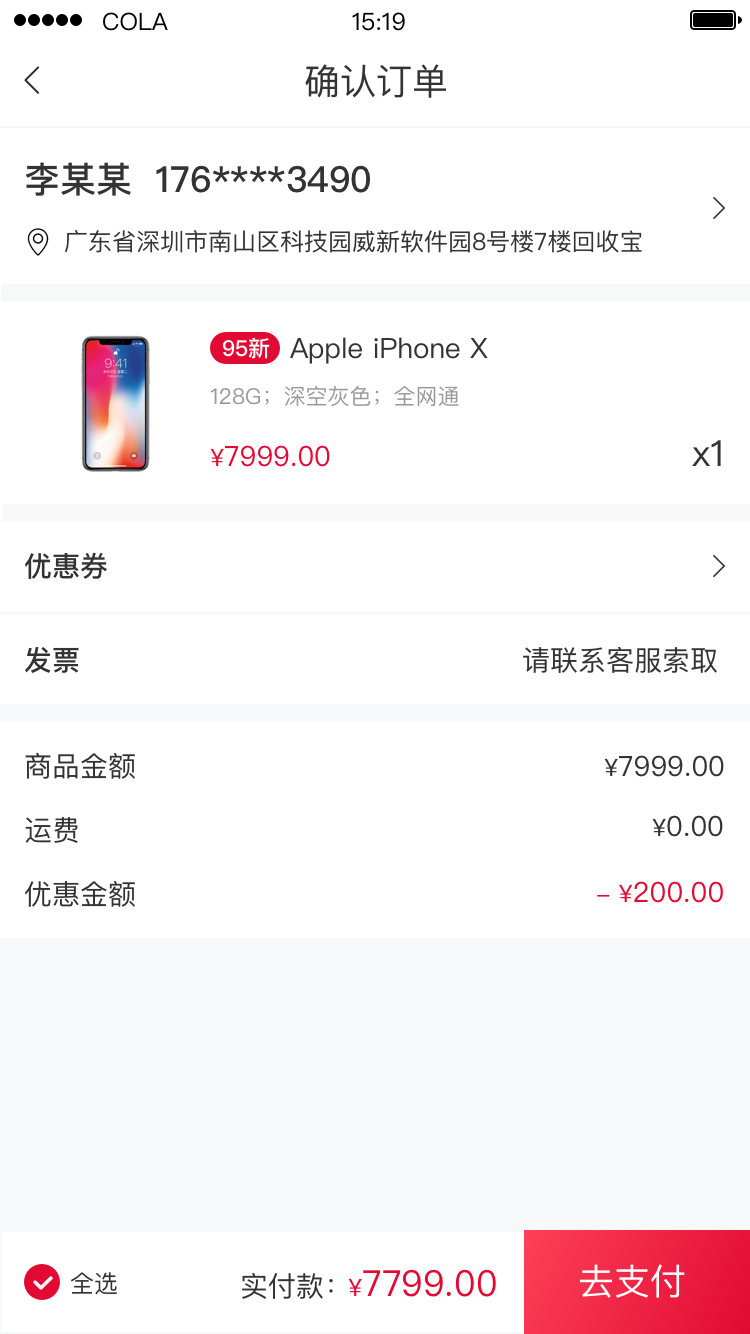 COLA 15:19
确认订单
李某某 176****3490
广东省深圳市南山区科技园威新软件园8号楼7楼回收宝
95新 Apple iPhone X
9:41
128G；深空灰色；全网通
¥7999.00 x1
优惠券
发票 请联系客服索取
商品金额 ¥7999.00
运费 ¥0.00
优惠金额 – ¥200.00
全选 实付款：¥7799.00 去支付